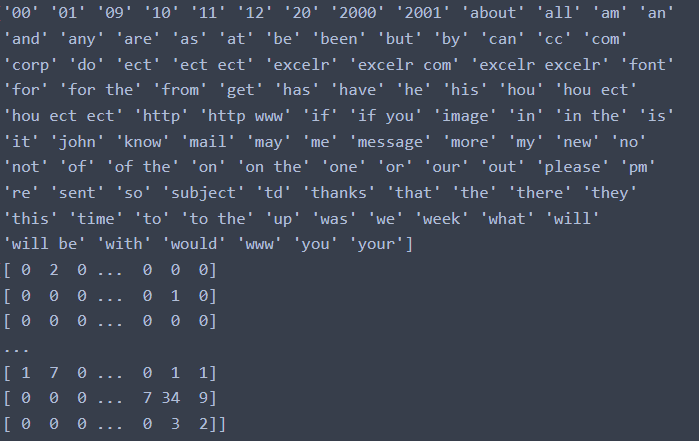 '00' '01' '09' '10' '11' '12' '20' '2000' '2001' 'about' 'all' 'am' 'an'
'and' 'any' 'are' 'as' 'at' 'be' 'been' 'but' 'by' 'can' 'cc' 'com'
'corp' 'do' 'ect' 'ect ect' 'excelr' 'excelr com' 'excelr excelr' 'font'
'for' 'for the' 'from' 'get' 'has' 'have' 'he' 'his' 'hou' 'hou ect'
'hou ect ect' 'http' 'http www' 'if' 'if you' 'image' 'in' 'in the' 'is'
'it' 'john' 'know' 'mail' 'may' 'me' 'message' 'more' 'my' 'new' 'no'
'not' 'of' 'of the' 'on' 'on the' 'one' 'or' 'our' 'out' 'please' 'pm'
're' 'sent' 'so' 'subject' 'td' 'thanks' 'that' 'the' 'there' 'they'
'this' 'time' 'to' 'to the' 'up' 'was' 'we' 'week' 'what' 'will'
'will be' 'with' 'would' 'www' 'you' 'your']
[ 0 2 0 ... 0 0 0]
[ 0 0 0 ... 0 1 0]
[ 0 0 0 ... 0 0 0]
...
[ 1 7 0 ... 0 1 1]
[ 0 0 0 ... 7 34 9]
[ 0 0 0 ... 0 3 2]]